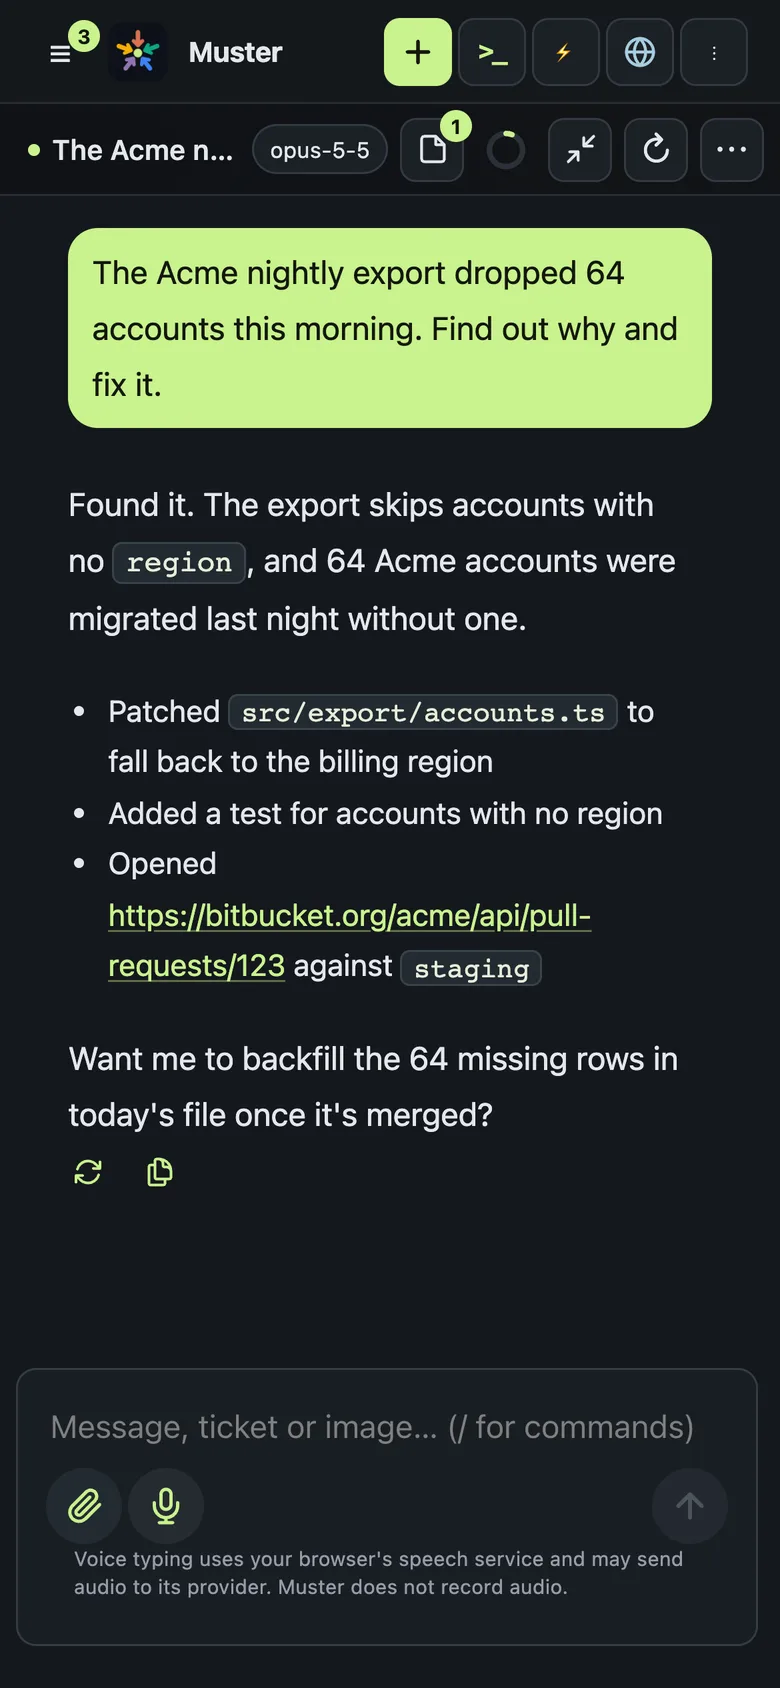 3
Muster
>_
The Acme n...
opus-5-5
1
The Acme nightly export dropped 64
accounts this morning. Find out why and
fix it.
Found it. The export skips accounts with
no region, and 64 Acme accounts were
migrated last night without one.
• Patched src/export/accounts.ts to
fall back to the billing region
• Added a test for accounts with no region
• Opened
https://bitbucket.org/acme/api/pull-
requests/123 against staging
Want me to backfill the 64 missing rows in
today's file once it's merged?
Message, ticket or image... (/ for commands)
Voice typing uses your browser's speech service and may send
audio to its provider. Muster does not record audio.